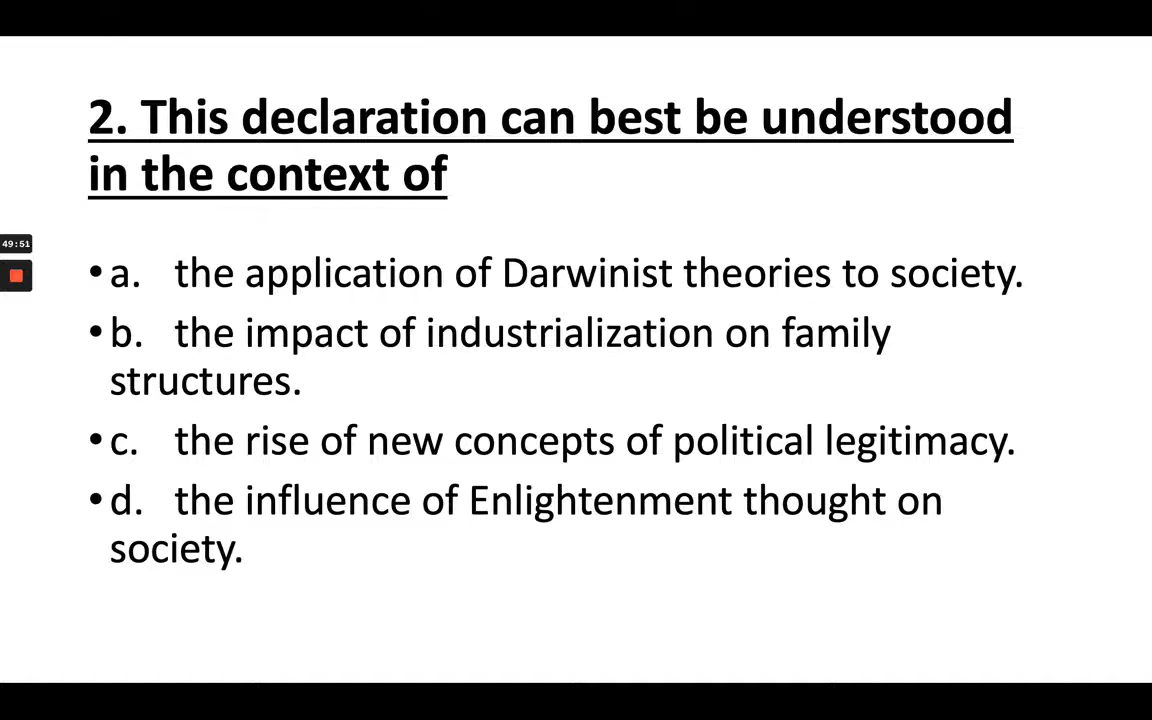 2. This declaration can best be understood
in the context of
49:51
• a. the application of Darwinist theories to society.
• b. the impact of industrialization on family
structures.
• c. the rise of new concepts of political legitimacy.
• d. the influence of Enlightenment thought on
society.